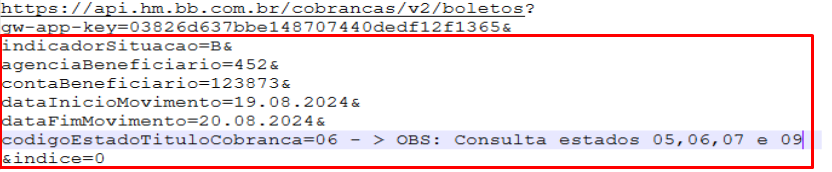 https://api.hm.bb.com.br/cobrancas/v2/boletos?
gw-app-key=03826d637bbe148707440dedf12f1365&
indicadorSituacao=B&
agenciaBeneficiario=452&
contaBeneficiario=123873&
dataInicioMovimento=19.08.2024&
dataFimMovimento=20.08.2024&
codigoEstadoTituloCobranca=06 - > OBS: Consulta estados 05,06,07 e 09
&indice=0